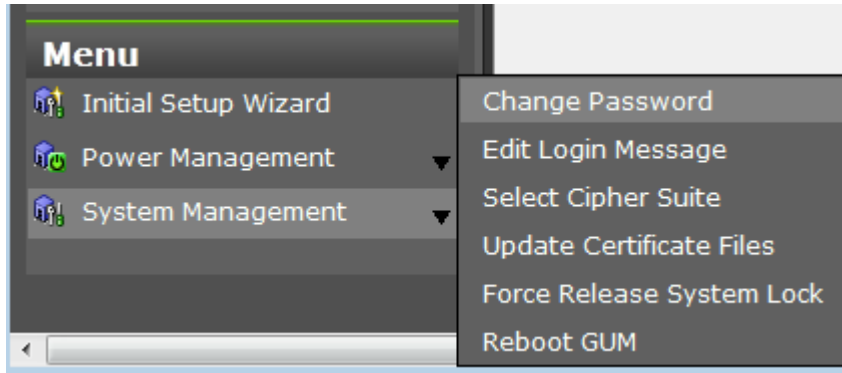 Menu
Initial Setup Wizard
Power Management
System Management
Change Password
Edit Login Message
Select Cipher Suite
Update Certificate Files
Force Release System Lock
Reboot GUM